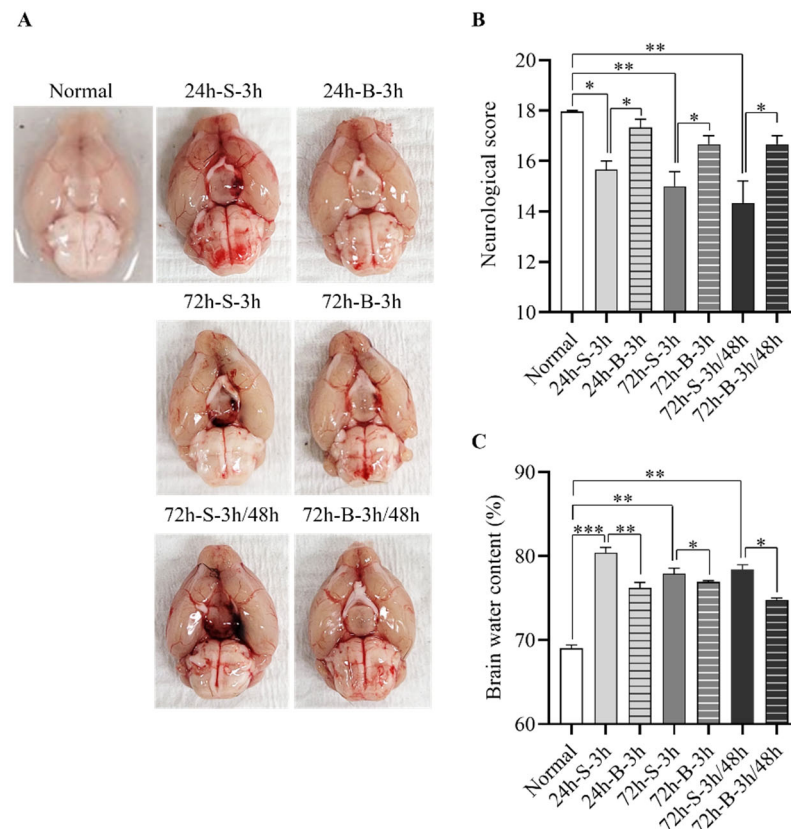 A
Normal
24h-S-3h
24h-B-3h
72h-S-3h
72h-B-3h
72h-S-3h/48h
72h-B-3h/48h
B
Neurological score
20
18
16
14
12
10
**
**
*
*
*
*
Normal
24h-S-3h
24h-B-3h
72h-S-3h
72h-B-3h
72h-S-3h/48h
72h-B-3h/48h
C
Brain water content (%)
90
80
70
60
**
**
***
**
*
*
Normal
24h-S-3h
24h-B-3h
72h-S-3h
72h-B-3h
72h-S-3h/48h
72h-B-3h/48h